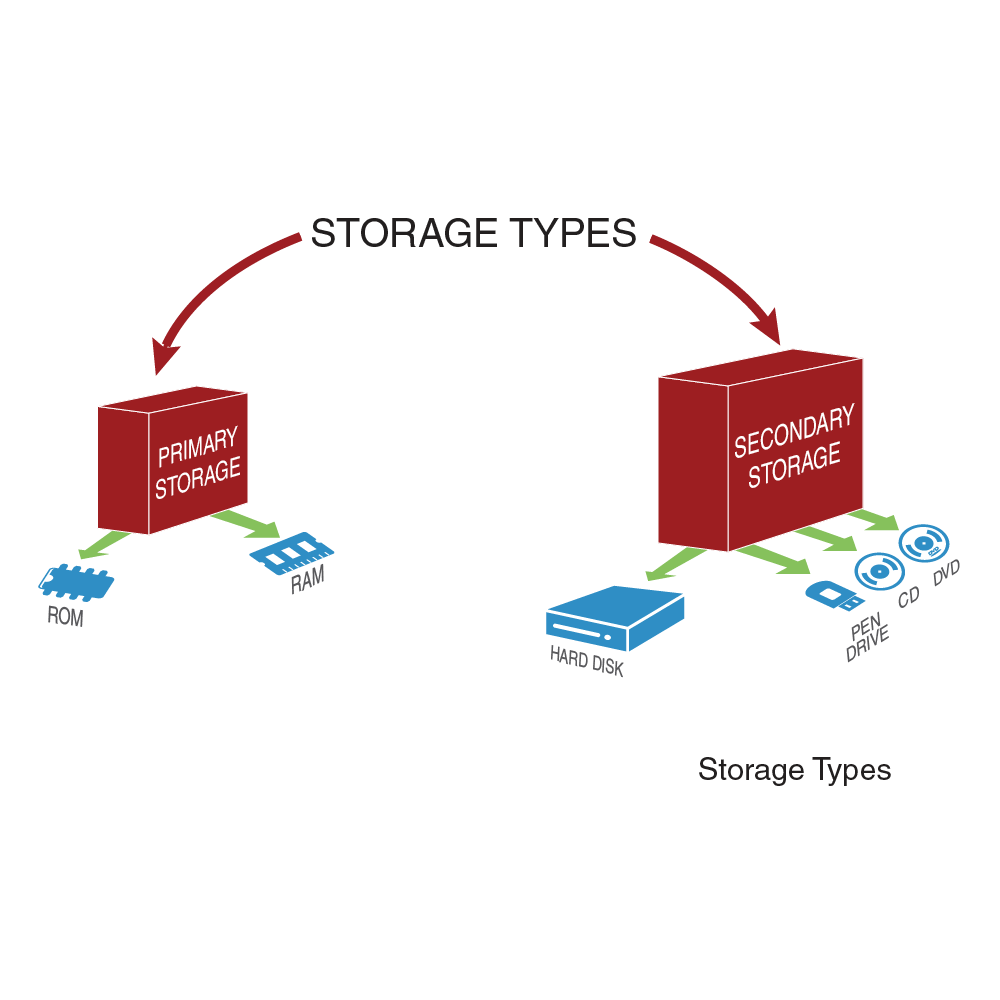 STORAGE TYPES
PRIMARY
STORAGE
SECONDARY
STORAGE
ROM
RAM
HARD DISK
PEN
DRIVE
CD
DVD
DVD
Storage Types